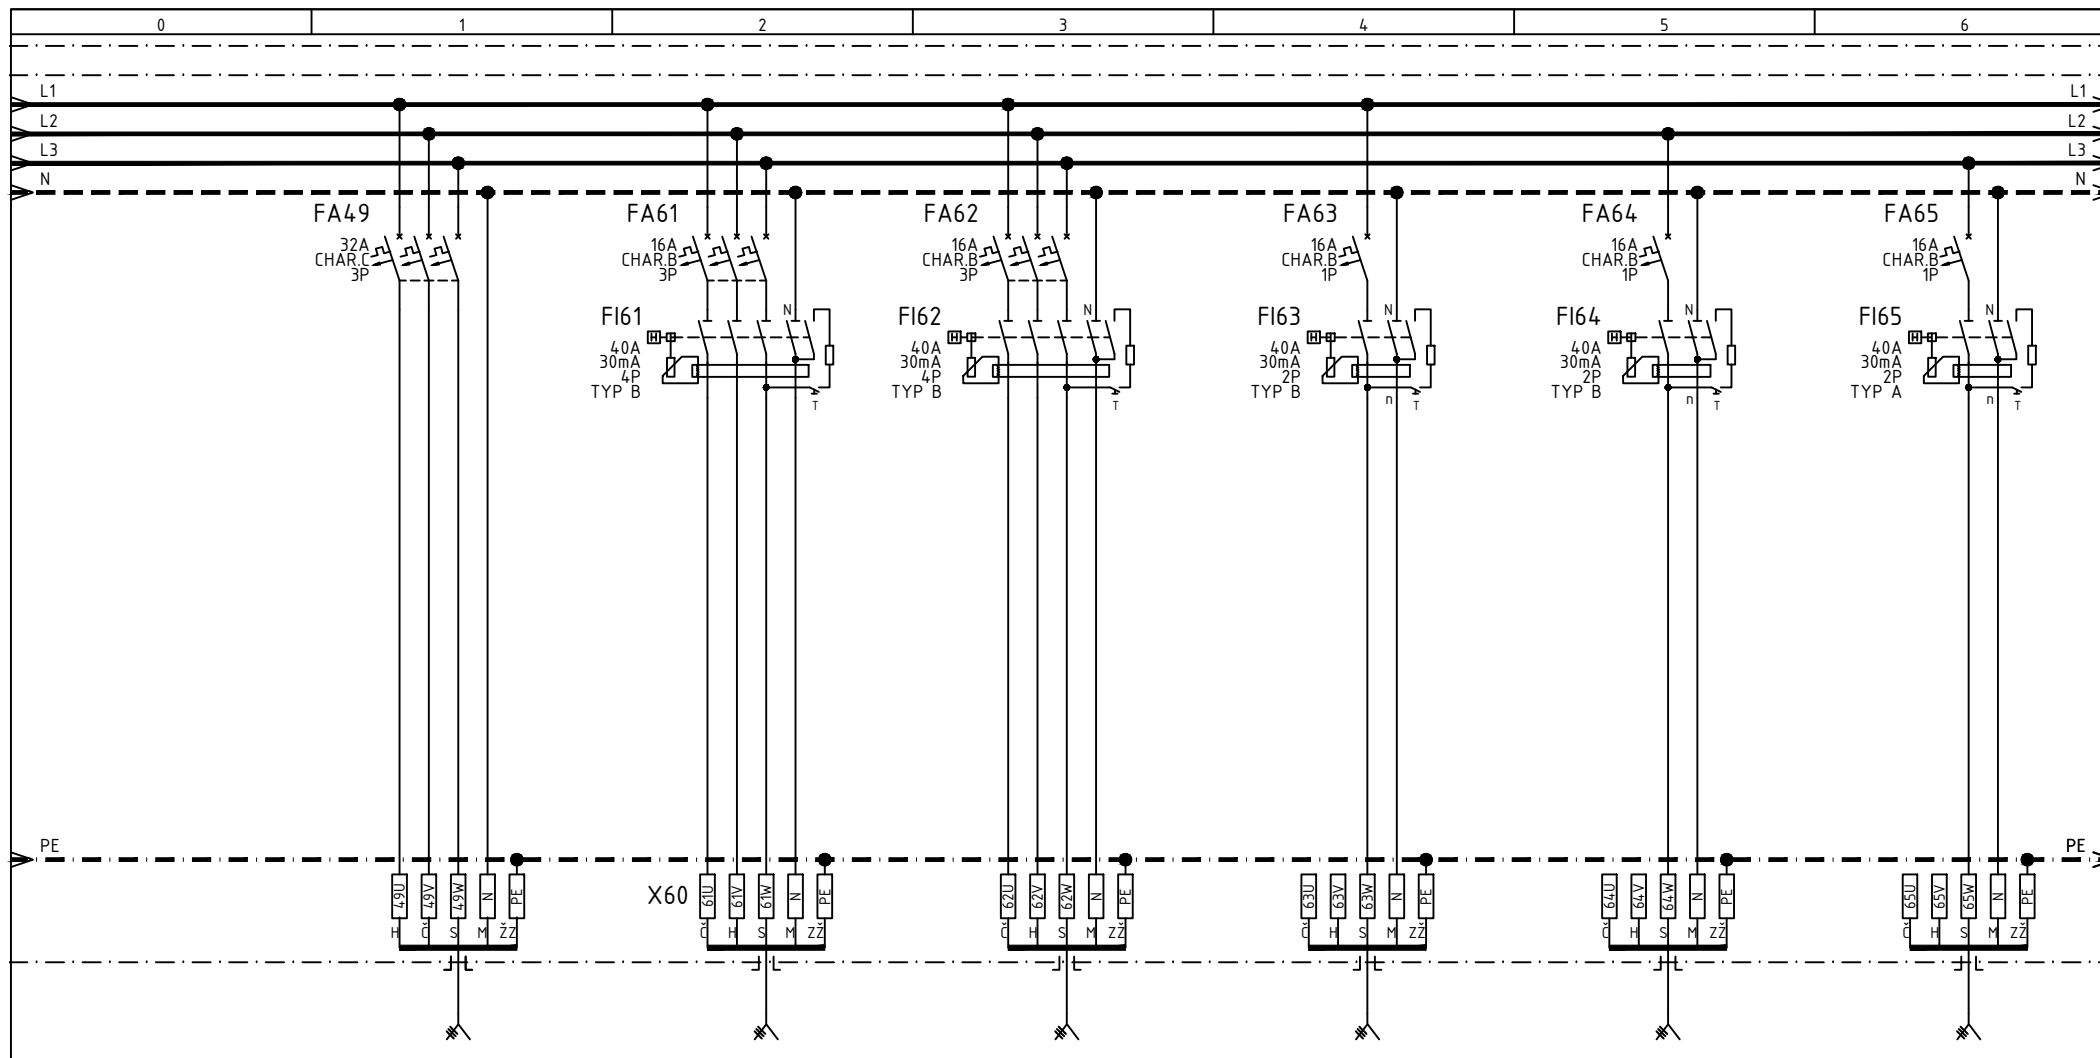 0 1 2 3 4 5 6
L1 L1
L2 L2
L3 L3
N N
FA49
32A
CHAR.C
3P
FA61
16A
CHAR.B
3P
FA62
16A
CHAR.B
3P
FA63
16A
CHAR.B
1P
FA64
16A
CHAR.B
1P
FA65
16A
CHAR.B
1P
FI61
N
H
40A
30mA
4P
TYP B
T
FI62
N
H
40A
30mA
4P
TYP B
T
FI63
N
H
40A
30mA
2P
TYP B
n T
FI64
N
H
40A
30mA
2P
TYP B
n T
FI65
N
H
40A
30mA
2P
TYP A
n T
PE PE
49U 49V 49W N PE
H Č S M ŽZ
X60
61U 61V 61W N PE
Č H S M ZŽ
62U 62V 62W N PE
Č H S M ZŽ
63U 63V 63W N PE
Č H S M ZŽ
64U 64V 64W N PE
Č H S M ZŽ
65U 65V 65W N PE
Č H S M ZŽ